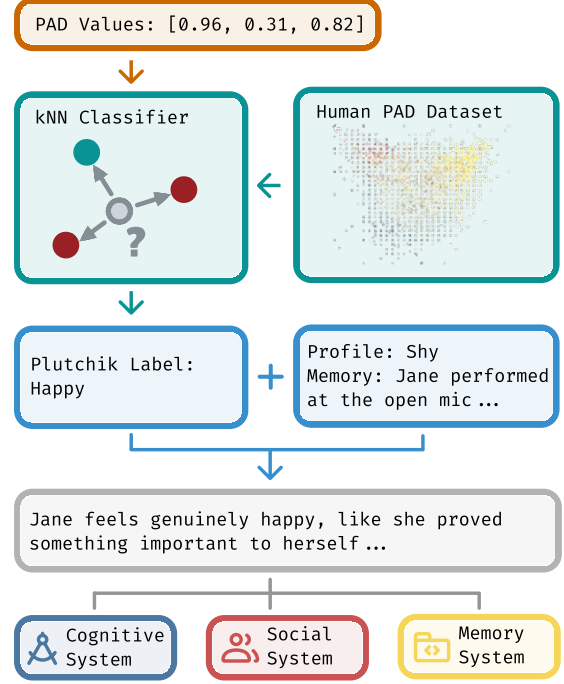 PAD Values: [0.96, 0.31, 0.82]
kNN Classifier
?
Human PAD Dataset
Plutchik Label:
Happy
+
Profile: Shy
Memory: Jane performed
at the open mic...
Jane feels genuinely happy, like she proved
something important to herself...
Cognitive
System
Social
System
Memory
System